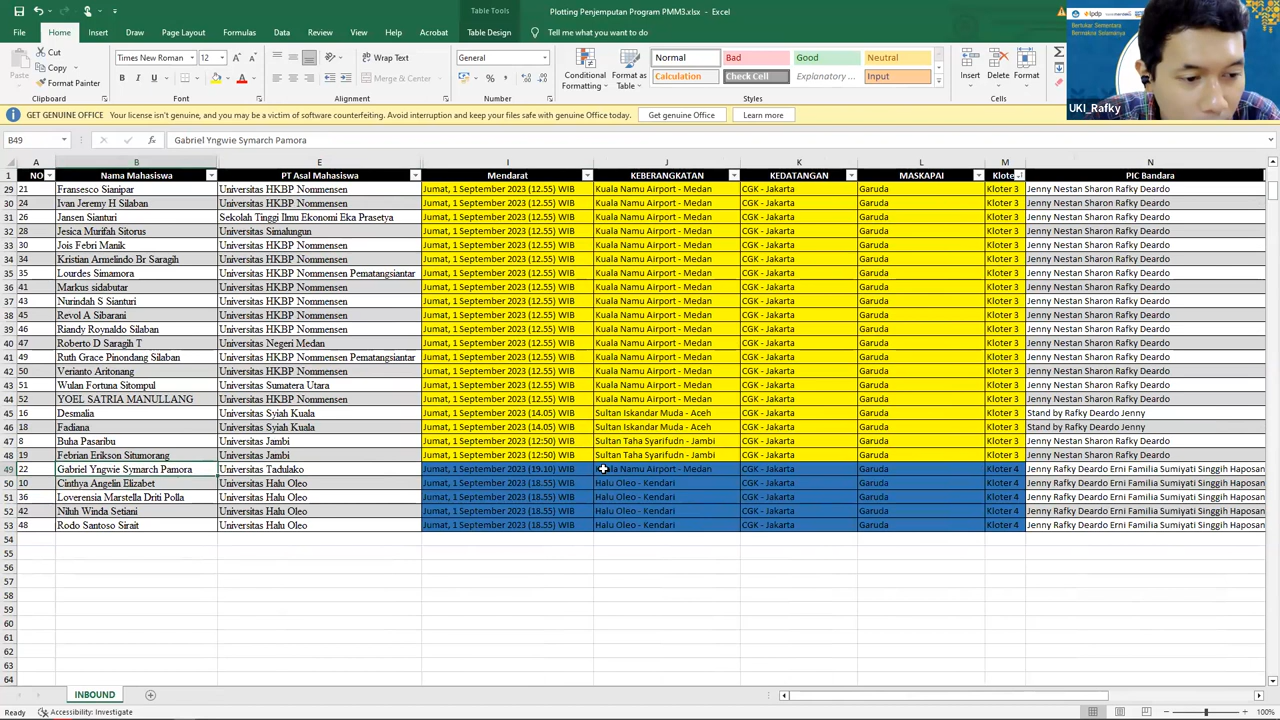 Table Tools
Plotting Penjemputan Program PMM3.xlsx - Excel
File Home Insert Draw Page Layout Formulas Data Review View Help Acrobat Table Design Tell me what you want to do
Cut
Copy
Format Painter
Paste
Clipboard
Times New Roman 12
Font
Wrap Text
Merge & Center
Alignment
General
Number
Conditional Formatting
Format as Table
Normal Bad Good Neutral
Calculation Check Cell Explanatory ... Input
Styles
Insert Delete Format
Cells
lpdp
Bertukar Sementara
Bermakna Selamanya
UKI_Rafky
GET GENUINE OFFICE Your license isn't genuine, and you may be a victim of software counterfeiting. Avoid interruption and keep your files safe with genuine Office today. Get genuine Office Learn more
B49 fx Gabriel Yngwie Symarch Pamora
A B E I J K L M N
1 NO Nama Mahasiswa PT Asal Mahasiswa Mendarat KEBERANGKATAN KEDATANGAN MASKAPAI Klote PIC Bandara
29 21 Fransesco Sianipar Universitas HKBP Nommensen Jumat, 1 September 2023 (12.55) WIB Kuala Namu Airport - Medan CGK - Jakarta Garuda Kloter 3 Jenny Nestan Sharon Rafky Deardo
30 24 Ivan Jeremy H Silaban Universitas HKBP Nommensen Jumat, 1 September 2023 (12.55) WIB Kuala Namu Airport - Medan CGK - Jakarta Garuda Kloter 3 Jenny Nestan Sharon Rafky Deardo
31 26 Jansen Sianturi Sekolah Tinggi Ilmu Ekonomi Eka Prasetya Jumat, 1 September 2023 (12.55) WIB Kuala Namu Airport - Medan CGK - Jakarta Garuda Kloter 3 Jenny Nestan Sharon Rafky Deardo
32 28 Jesica Murifah Sitorus Universitas Simalungun Jumat, 1 September 2023 (12.55) WIB Kuala Namu Airport - Medan CGK - Jakarta Garuda Kloter 3 Jenny Nestan Sharon Rafky Deardo
33 30 Jois Febri Manik Universitas HKBP Nommensen Jumat, 1 September 2023 (12.55) WIB Kuala Namu Airport - Medan CGK - Jakarta Garuda Kloter 3 Jenny Nestan Sharon Rafky Deardo
34 34 Kristian Armelindo Br Saragih Universitas HKBP Nommensen Jumat, 1 September 2023 (12.55) WIB Kuala Namu Airport - Medan CGK - Jakarta Garuda Kloter 3 Jenny Nestan Sharon Rafky Deardo
35 35 Lourdes Simamora Universitas HKBP Nommensen Pematangsiantar Jumat, 1 September 2023 (12.55) WIB Kuala Namu Airport - Medan CGK - Jakarta Garuda Kloter 3 Jenny Nestan Sharon Rafky Deardo
36 41 Markus sidabutar Universitas HKBP Nommensen Jumat, 1 September 2023 (12.55) WIB Kuala Namu Airport - Medan CGK - Jakarta Garuda Kloter 3 Jenny Nestan Sharon Rafky Deardo
37 43 Nurindah S Sianturi Universitas HKBP Nommensen Jumat, 1 September 2023 (12.55) WIB Kuala Namu Airport - Medan CGK - Jakarta Garuda Kloter 3 Jenny Nestan Sharon Rafky Deardo
38 45 Revol A Sibarani Universitas HKBP Nommensen Jumat, 1 September 2023 (12.55) WIB Kuala Namu Airport - Medan CGK - Jakarta Garuda Kloter 3 Jenny Nestan Sharon Rafky Deardo
39 46 Riandy Roynaldo Silaban Universitas HKBP Nommensen Jumat, 1 September 2023 (12.55) WIB Kuala Namu Airport - Medan CGK - Jakarta Garuda Kloter 3 Jenny Nestan Sharon Rafky Deardo
40 47 Roberto D Saragih T Universitas Negeri Medan Jumat, 1 September 2023 (12.55) WIB Kuala Namu Airport - Medan CGK - Jakarta Garuda Kloter 3 Jenny Nestan Sharon Rafky Deardo
41 49 Ruth Grace Pinondang Silaban Universitas HKBP Nommensen Pematangsiantar Jumat, 1 September 2023 (12.55) WIB Kuala Namu Airport - Medan CGK - Jakarta Garuda Kloter 3 Jenny Nestan Sharon Rafky Deardo
42 50 Verianto Aritonang Universitas HKBP Nommensen Jumat, 1 September 2023 (12.55) WIB Kuala Namu Airport - Medan CGK - Jakarta Garuda Kloter 3 Jenny Nestan Sharon Rafky Deardo
43 51 Wulan Fortuna Sitompul Universitas Sumatera Utara Jumat, 1 September 2023 (12.55) WIB Kuala Namu Airport - Medan CGK - Jakarta Garuda Kloter 3 Jenny Nestan Sharon Rafky Deardo
44 52 YOEL SATRIA MANULLANG Universitas HKBP Nommensen Jumat, 1 September 2023 (12.55) WIB Kuala Namu Airport - Medan CGK - Jakarta Garuda Kloter 3 Jenny Nestan Sharon Rafky Deardo
45 16 Desmalia Universitas Syiah Kuala Jumat, 1 September 2023 (14.05) WIB Sultan Iskandar Muda - Aceh CGK - Jakarta Garuda Kloter 3 Stand by Rafky Deardo Jenny
46 18 Fadiana Universitas Syiah Kuala Jumat, 1 September 2023 (14.05) WIB Sultan Iskandar Muda - Aceh CGK - Jakarta Garuda Kloter 3 Stand by Rafky Deardo Jenny
47 8 Buha Pasaribu Universitas Jambi Jumat, 1 September 2023 (12:50) WIB Sultan Taha Syarifudn - Jambi CGK - Jakarta Garuda Kloter 3 Jenny Nestan Sharon Rafky Deardo
48 19 Febrian Erikson Situmorang Universitas Jambi Jumat, 1 September 2023 (12:50) WIB Sultan Taha Syarifudn - Jambi CGK - Jakarta Garuda Kloter 3 Jenny Nestan Sharon Rafky Deardo
49 22 Gabriel Yngwie Symarch Pamora Universitas Tadulako Jumat, 1 September 2023 (19.10) WIB Kuala Namu Airport - Medan CGK - Jakarta Garuda Kloter 4 Jenny Rafky Deardo Erni Familia Sumiyati Singgih Haposan
50 10 Cinthya Angelin Elizabet Universitas Halu Oleo Jumat, 1 September 2023 (18.55) WIB Halu Oleo - Kendari CGK - Jakarta Garuda Kloter 4 Jenny Rafky Deardo Erni Familia Sumiyati Singgih Haposan
51 36 Loverensia Marstella Driti Polla Universitas Halu Oleo Jumat, 1 September 2023 (18.55) WIB Halu Oleo - Kendari CGK - Jakarta Garuda Kloter 4 Jenny Rafky Deardo Erni Familia Sumiyati Singgih Haposan
52 42 Niluh Winda Setiani Universitas Halu Oleo Jumat, 1 September 2023 (18.55) WIB Halu Oleo - Kendari CGK - Jakarta Garuda Kloter 4 Jenny Rafky Deardo Erni Familia Sumiyati Singgih Haposan
53 48 Rodo Santoso Sirait Universitas Halu Oleo Jumat, 1 September 2023 (18.55) WIB Halu Oleo - Kendari CGK - Jakarta Garuda Kloter 4 Jenny Rafky Deardo Erni Familia Sumiyati Singgih Haposan
54
55
56
57
58
59
60
61
62
63
64
INBOUND
Accessibility: Investigate
100%